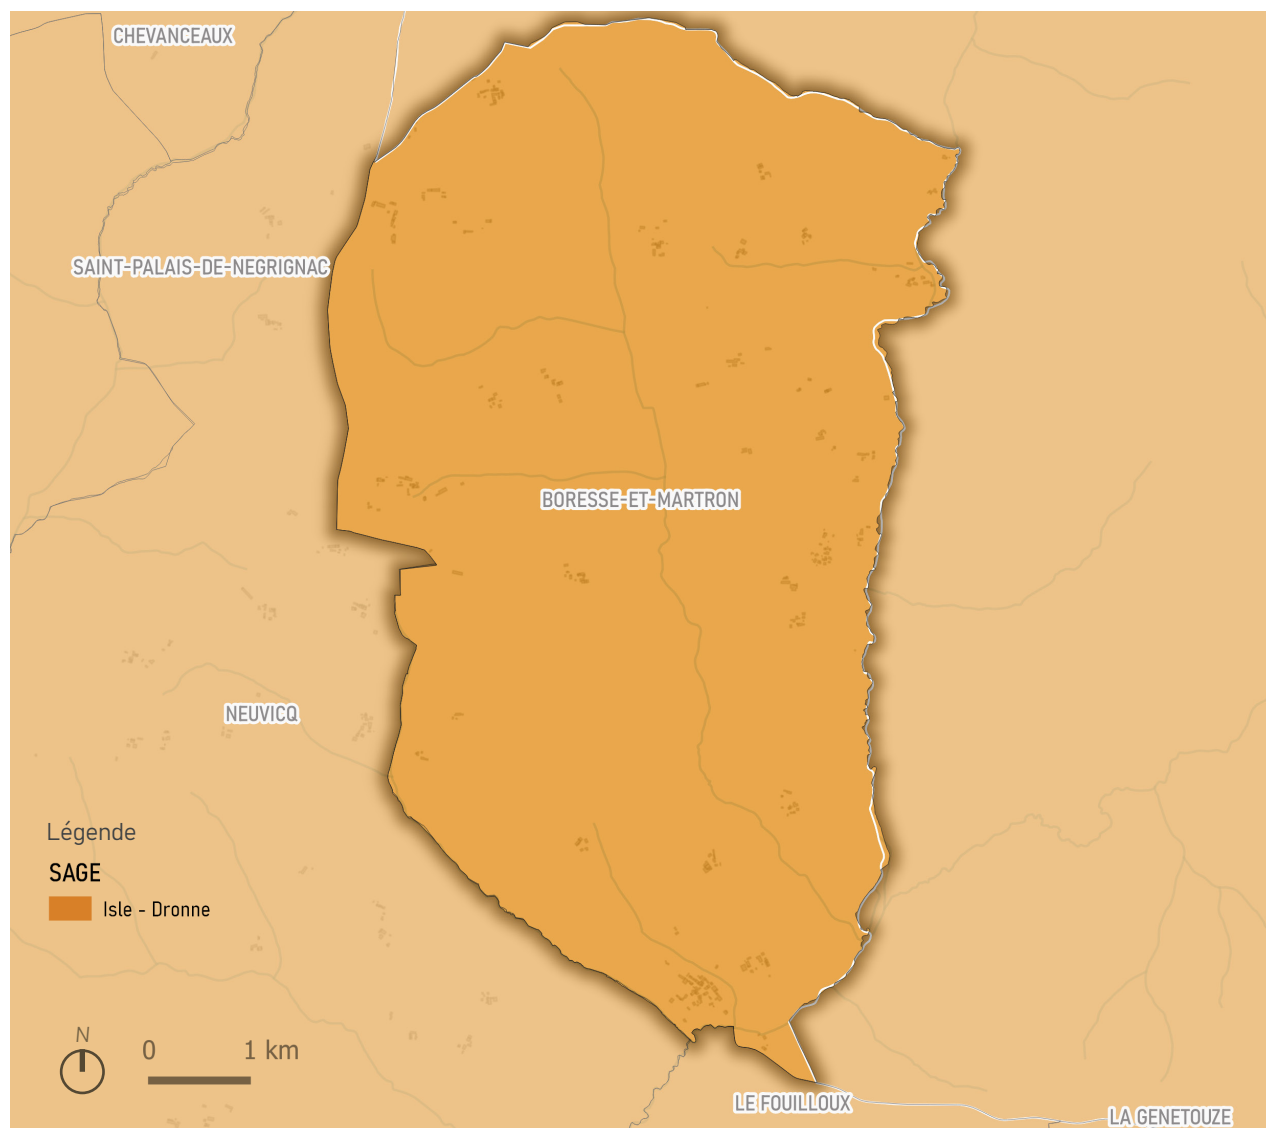 CHEVANCEAUX
SAINT-PALAIS-DE-NEGRIGNAC
BORESSE-ET-MARTRON
NEUVICQ
Légende
SAGE
Isle - Dronne
N
0 1 km
LE FOUILLOUX
LA GENETOUZE